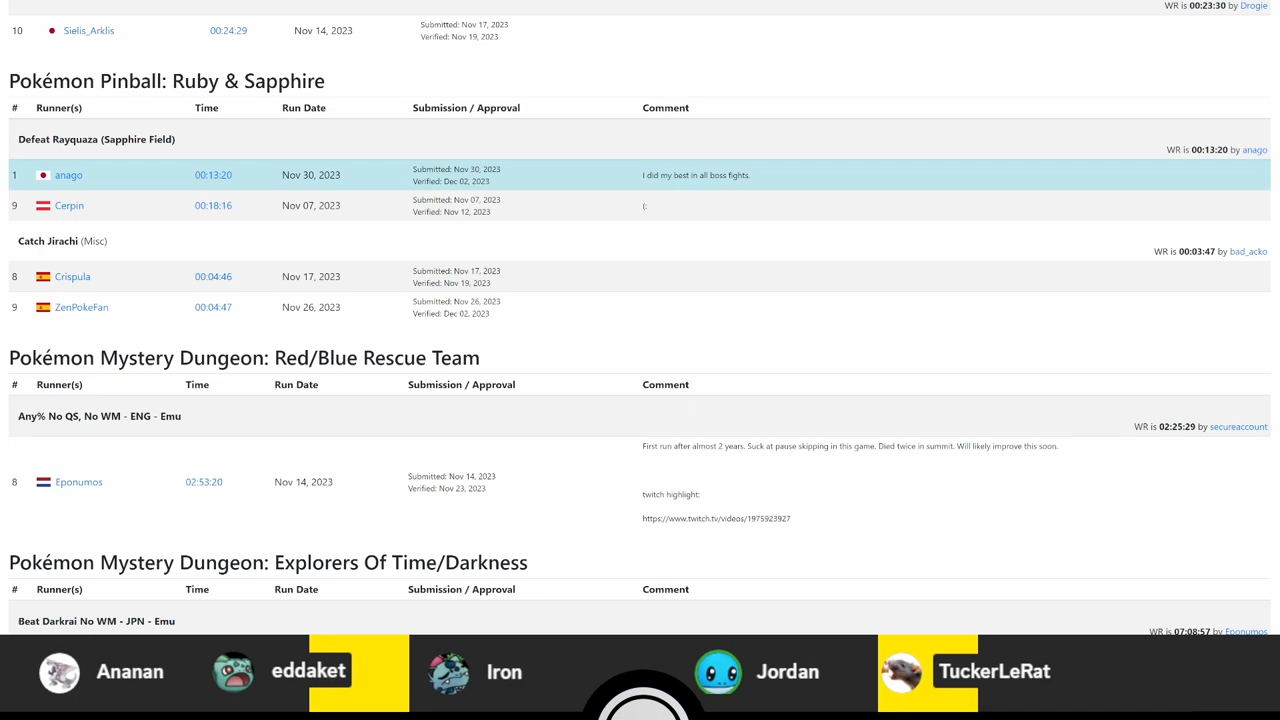 WR is 00:23:30 by Drogie
10 Sielis_Arklis 00:24:29 Nov 14, 2023 Submitted: Nov 17, 2023
Verified: Nov 19, 2023
Pokémon Pinball: Ruby & Sapphire
# Runner(s) Time Run Date Submission / Approval Comment
Defeat Rayquaza (Sapphire Field)
WR is 00:13:20 by anago
1 anago 00:13:20 Nov 30, 2023 Submitted: Nov 30, 2023 I did my best in all boss fights.
Verified: Dec 02, 2023
9 Cerpin 00:18:16 Nov 07, 2023 Submitted: Nov 07, 2023 (:
Verified: Nov 12, 2023
Catch Jirachi (Misc)
WR is 00:03:47 by bad_acko
8 Crispula 00:04:46 Nov 17, 2023 Submitted: Nov 17, 2023
Verified: Nov 19, 2023
9 ZenPokeFan 00:04:47 Nov 26, 2023 Submitted: Nov 26, 2023
Verified: Dec 02, 2023
Pokémon Mystery Dungeon: Red/Blue Rescue Team
# Runner(s) Time Run Date Submission / Approval Comment
Any% No QS, No WM - ENG - Emu
WR is 02:25:29 by secureaccount
First run after almost 2 years. Suck at pause skipping in this game. Died twice in summit. Will likely improve this soon.
8 Eponumos 02:53:20 Nov 14, 2023 Submitted: Nov 14, 2023
Verified: Nov 23, 2023
twitch highlight:
https://www.twitch.tv/videos/1975923927
Pokémon Mystery Dungeon: Explorers Of Time/Darkness
# Runner(s) Time Run Date Submission / Approval Comment
Beat Darkrai No WM - JPN - Emu
WR is 07:08:57 by Eponumos
Ananan eddaket Iron Jordan TuckerLeRat